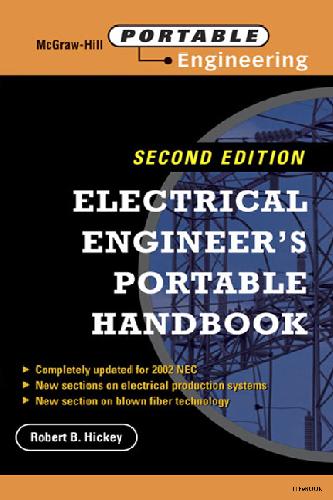 McGraw-Hill PORTABLE
Engineering
SECOND EDITION
ELECTRICAL
ENGINEER'S
PORTABLE
HANDBOOK
Completely updated for 2002 NEC
New sections on electrical production systems
New section on blown fiber technology
Robert B. Hickey